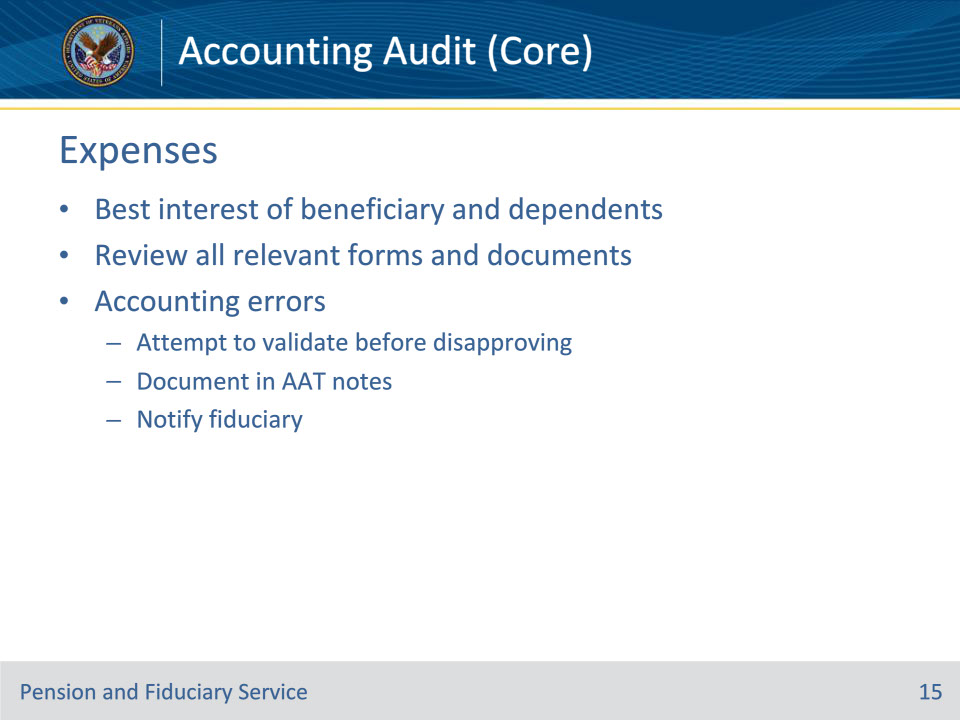 Accounting Audit (Core)
Expenses
• Best interest of beneficiary and dependents
• Review all relevant forms and documents
• Accounting errors
– Attempt to validate before disapproving
– Document in AAT notes
– Notify fiduciary
Pension and Fiduciary Service
15